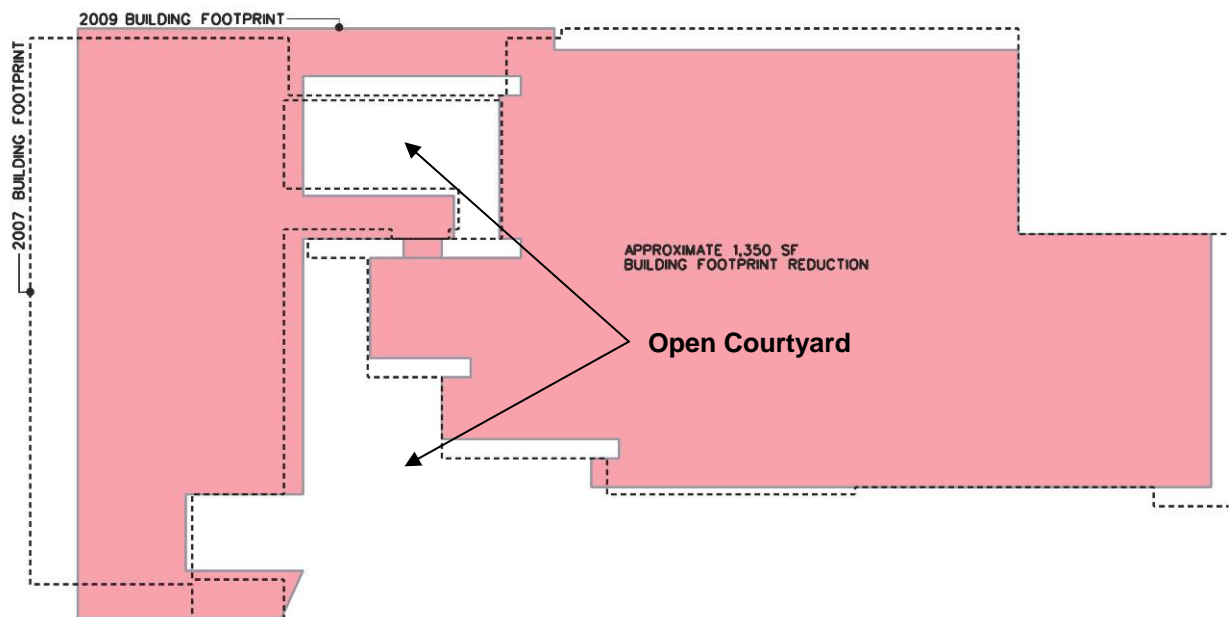 2009 BUILDING FOOTPRINT
2007 BUILDING FOOTPRINT
APPROXIMATE 1,350 SF
BUILDING FOOTPRINT REDUCTION
Open Courtyard